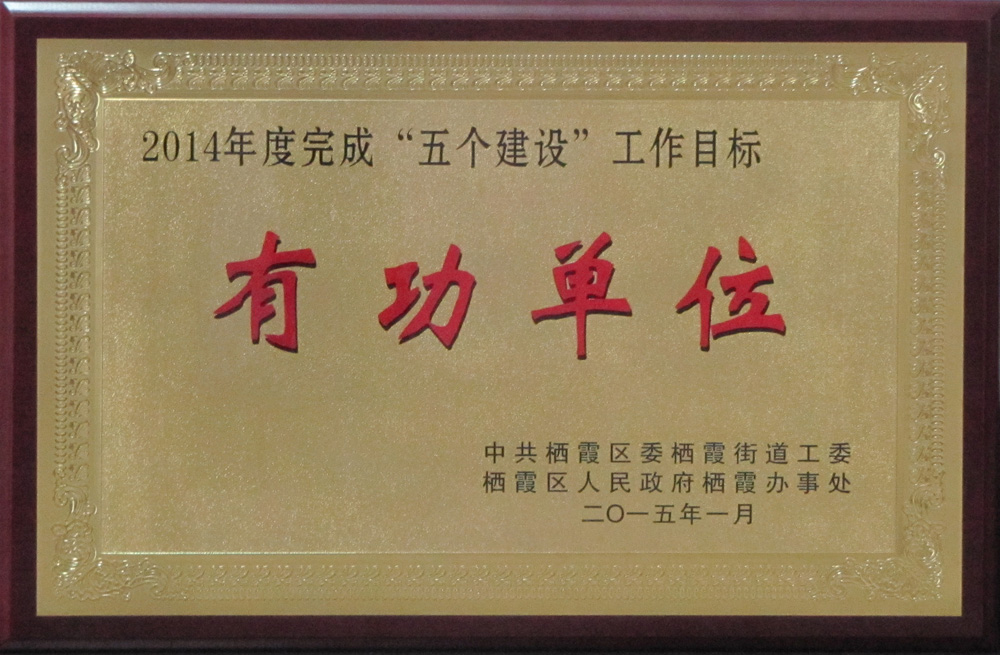 2014年度完成“五个建设”工作目标
有功单位
中共栖霞区委栖霞街道工委
栖霞区人民政府栖霞办事处
二〇一五年一月